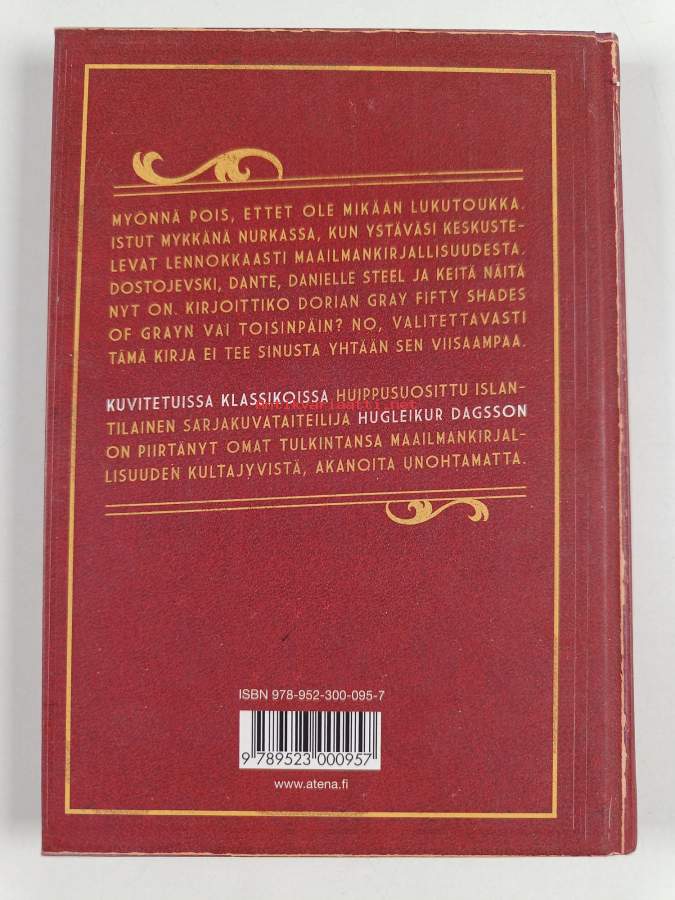 MYÖNNÄ POIS, ETTET OLE MIKÄÄN LUKUTOUKKA.
ISTUT MYKKÄNÄ NURKASSA, KUN YSTÄVÄSI KESKUSTE-
LEVAT LENNOKKAASTI MAAILMANKIRJALLISUUDESTA.
DOSTOJEVSKI, DANTE, DANIELLE STEEL JA KEITÄ NÄITÄ
NYT ON. KIRJOITTIKO DORIAN GRAY FIFTY SHADES
OF GRAYN VAI TOISINPÄIN? NO, VALITETTAVASTI
TÄMÄ KIRJA EI TEE SINUSTA YHTÄÄN SEN VIISAAMPAA.
KUVITETUISSA KLASSIKOISSA HUIPPUSUOSITTU ISLAN-
antikvariaatti.net
TILAINEN SARJAKUVATAITEILIJA HUGLEIKUR DAGSSON
ON PIIRTÄNYT OMAT TULKINTANSA MAAILMANKIRJAL-
LISUUDEN KULTAJYVISTÄ, AKANOITA UNOHTAMATTA.
ISBN 978-952-300-095-7
9 789523 000957
www.atena.fi